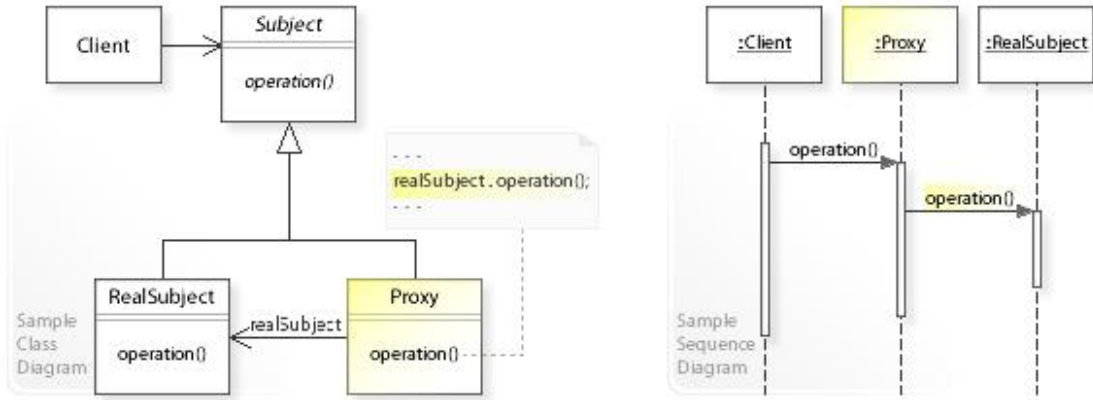 Client
Subject
operation()
- - -
realSubject.operation();
- - -
RealSubject
operation()
realSubject
Proxy
operation()
Sample
Class
Diagram
:Client
:Proxy
:RealSubject
operation()
operation()
Sample
Sequence
Diagram